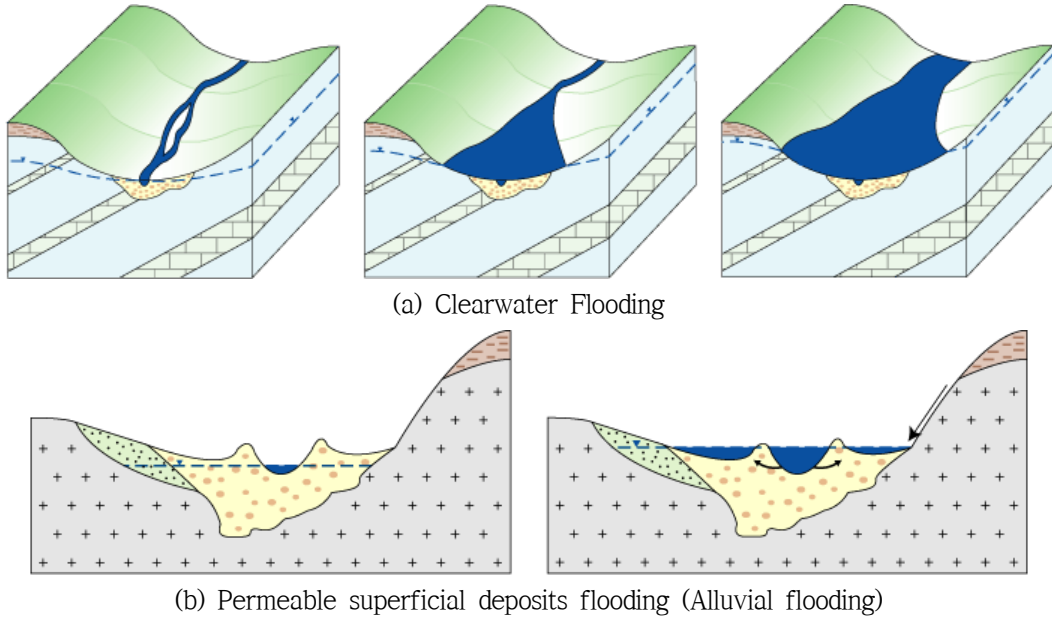 (a) Clearwater Flooding
(b) Permeable superficial deposits flooding (Alluvial flooding)